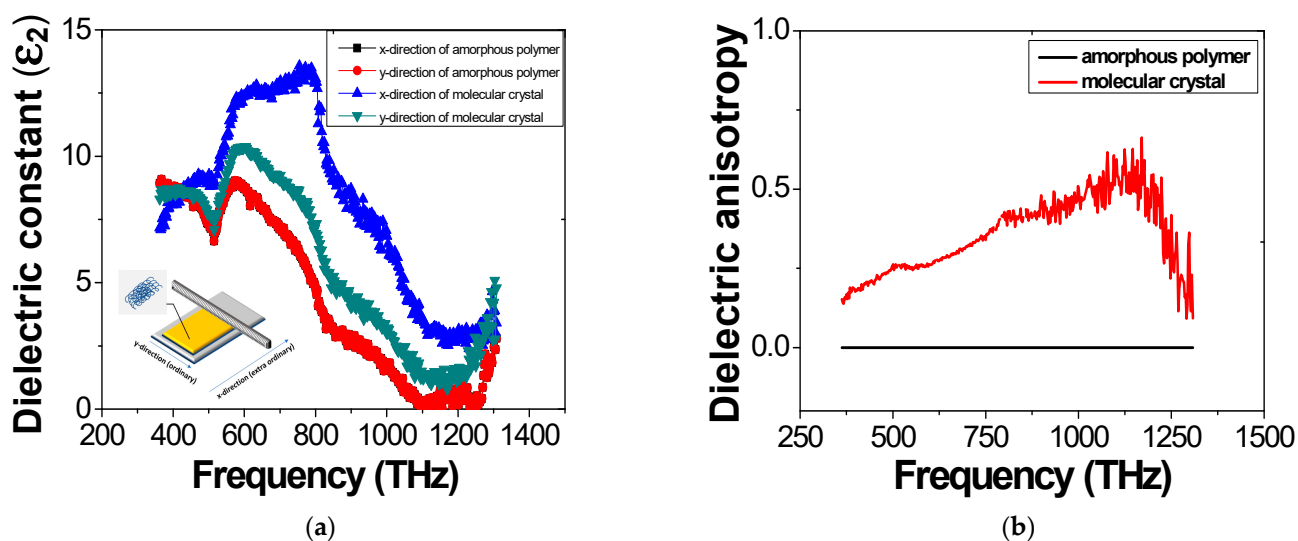 Dielectric constant (ε2)
15
10
5
0
200 400 600 800 1000 1200 1400
Frequency (THz)
x-direction of amorphous polymer
y-direction of amorphous polymer
x-direction of molecular crystal
y-direction of molecular crystal
y-direction (ordinary)
x-direction (extra ordinary)
(a)
Dielectric anisotropy
1.0
0.5
0.0
250 500 750 1000 1250 1500
Frequency (THz)
amorphous polymer
molecular crystal
(b)